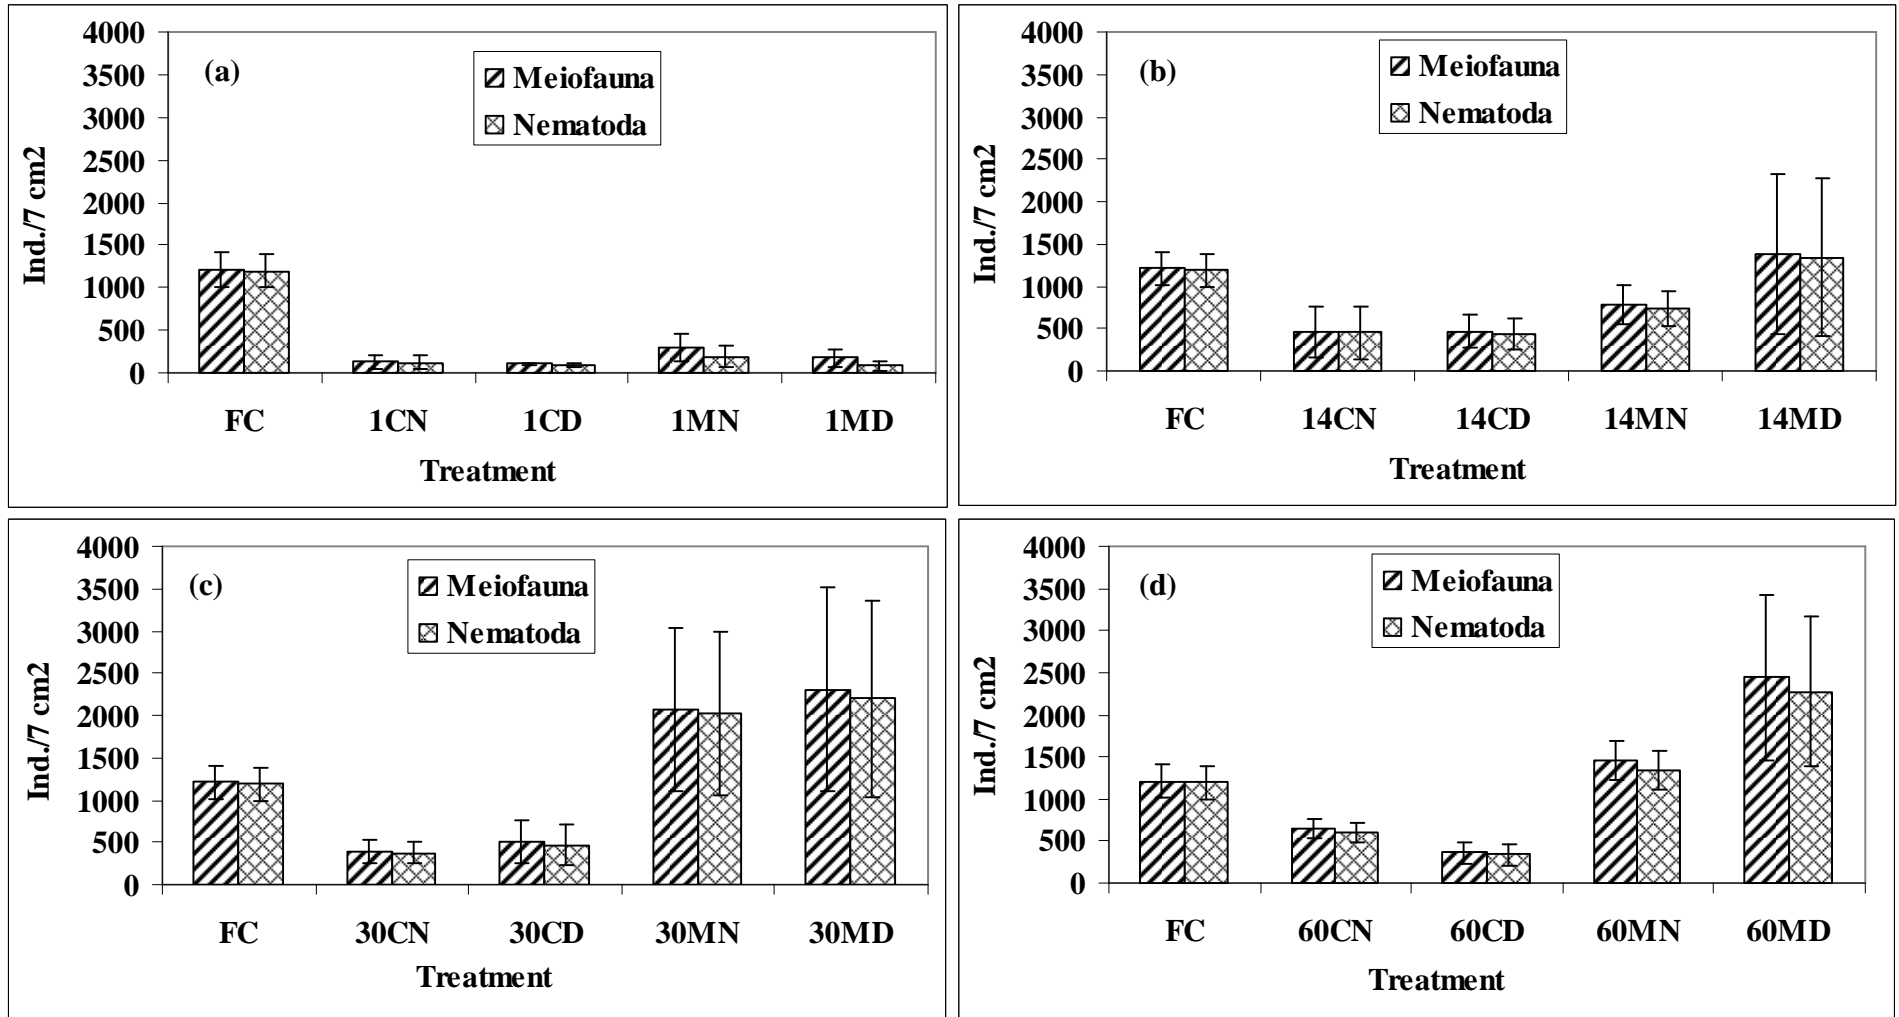 (a)
Meiofauna
Nematoda
4000
3500
3000
2500
2000
1500
1000
500
0
Ind./7 cm2
FC 1CN 1CD 1MN 1MD
Treatment
(b)
Meiofauna
Nematoda
4000
3500
3000
2500
2000
1500
1000
500
0
Ind./7 cm2
FC 14CN 14CD 14MN 14MD
Treatment
(c)
Meiofauna
Nematoda
4000
3500
3000
2500
2000
1500
1000
500
0
Ind./7 cm2
FC 30CN 30CD 30MN 30MD
Treatment
(d)
Meiofauna
Nematoda
4000
3500
3000
2500
2000
1500
1000
500
0
Ind./7 cm2
FC 60CN 60CD 60MN 60MD
Treatment